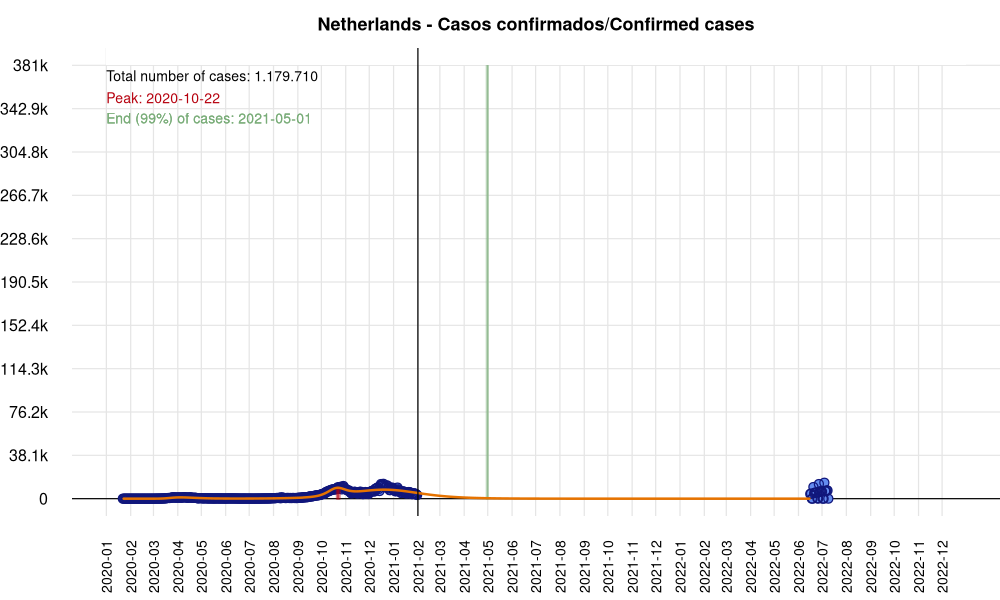 Netherlands - Casos confirmados/Confirmed cases
Total number of cases: 1.179.710
Peak: 2020-10-22
End (99%) of cases: 2021-05-01
381k
342.9k
304.8k
266.7k
228.6k
190.5k
152.4k
114.3k
76.2k
38.1k
0
2020-01
2020-02
2020-03
2020-04
2020-05
2020-06
2020-07
2020-08
2020-09
2020-10
2020-11
2020-12
2021-01
2021-02
2021-03
2021-04
2021-05
2021-06
2021-07
2021-08
2021-09
2021-10
2021-11
2021-12
2022-01
2022-02
2022-03
2022-04
2022-05
2022-06
2022-07
2022-08
2022-09
2022-10
2022-11
2022-12